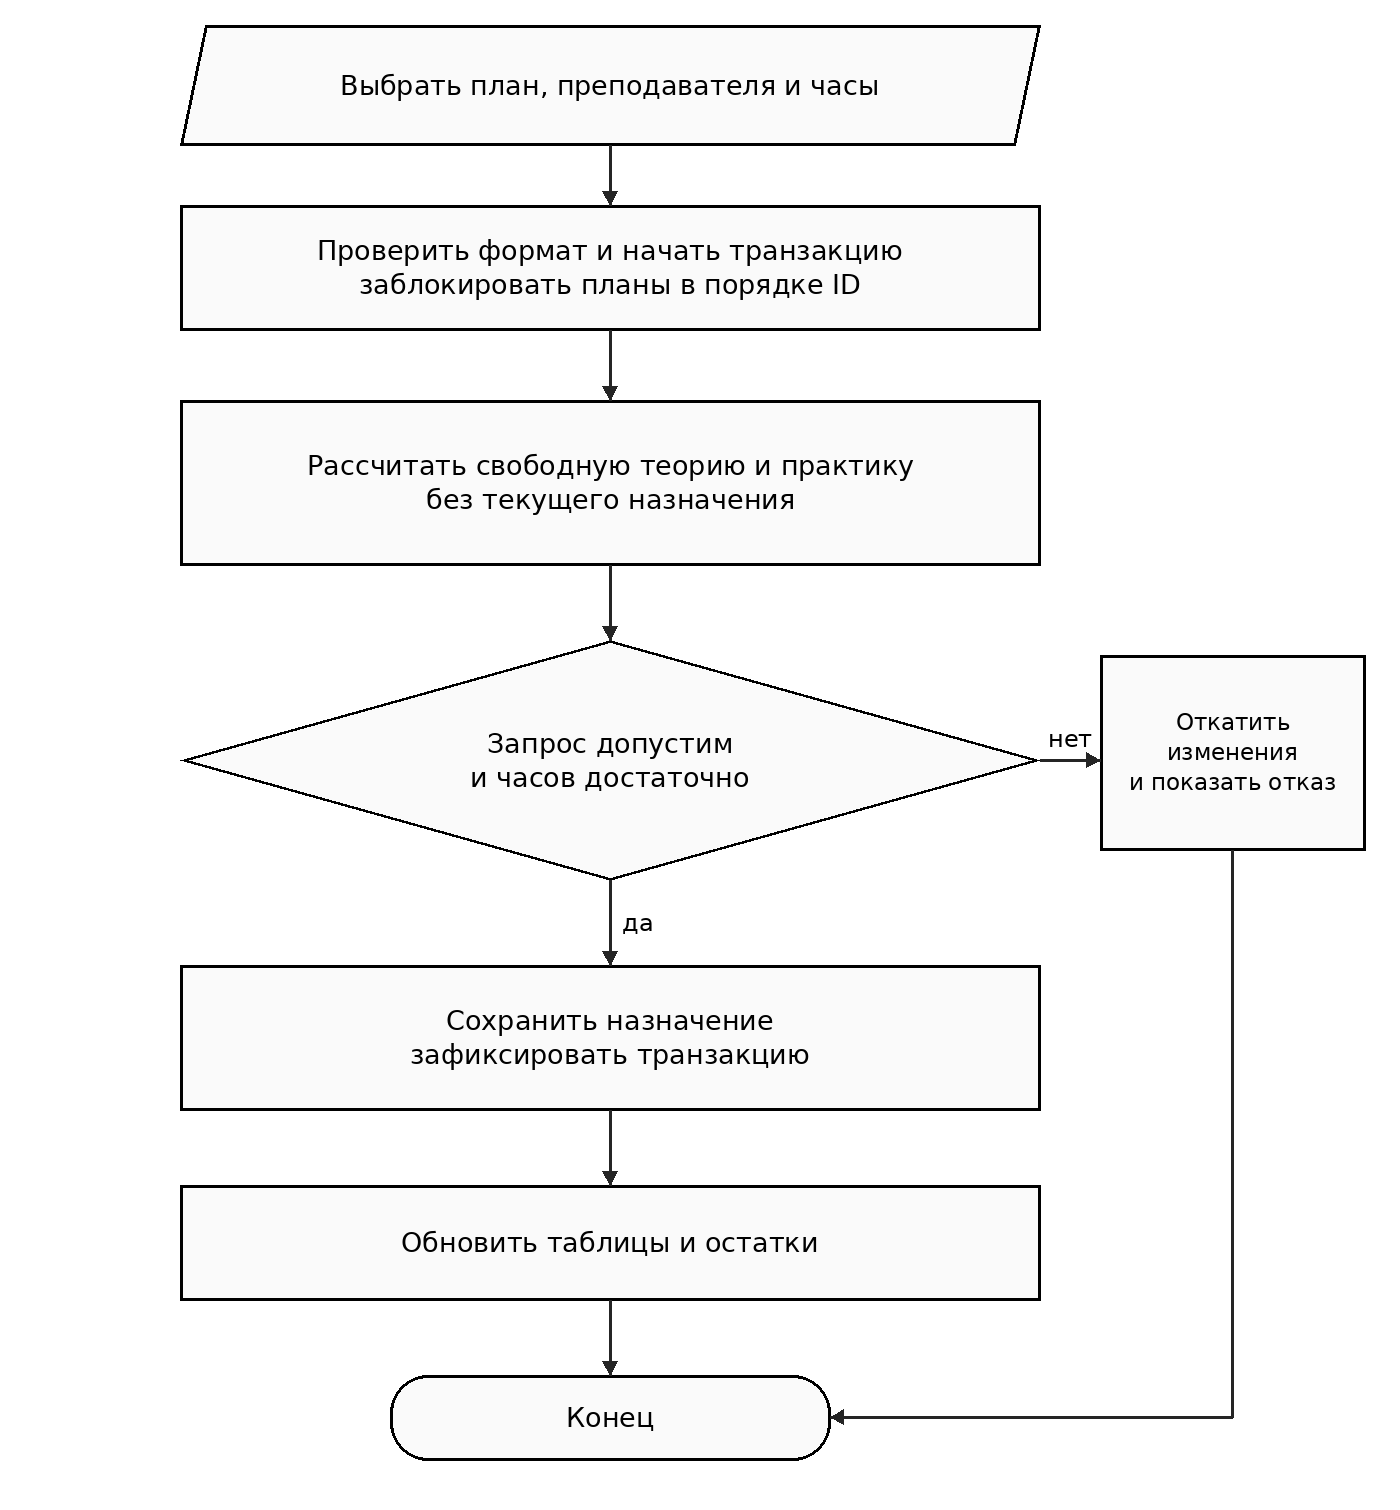 Выбрать план, преподавателя и часы
Проверить формат и начать транзакцию
заблокировать планы в порядке ID
Рассчитать свободную теорию и практику
без текущего назначения
Запрос допустим
и часов достаточно
нет
Откатить
изменения
и показать отказ
да
Сохранить назначение
зафиксировать транзакцию
Обновить таблицы и остатки
Конец